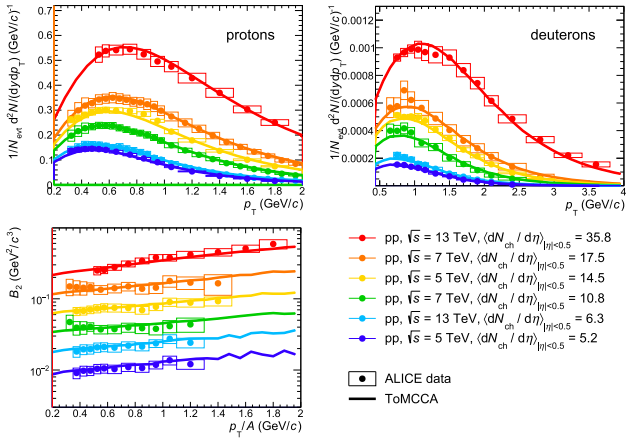 protons
1/N_evt d²N/(dydp_T) (GeV/c)⁻¹
0.7
0.6
0.5
0.4
0.3
0.2
0.1
0
0.2 0.4 0.6 0.8 1 1.2 1.4 1.6 1.8 2
p_T (GeV/c)
deuterons
1/N_evt d²N/(dydp_T) (GeV/c)⁻¹
0.0012
0.001
0.0008
0.0006
0.0004
0.0002
0.5 1 1.5 2 2.5 3 3.5 4
p_T (GeV/c)
B₂ (GeV²/c³)
10⁻¹
10⁻²
0.2 0.4 0.6 0.8 1 1.2 1.4 1.6 1.8 2
p_T/A (GeV/c)
pp, √s = 13 TeV, ⟨dN_ch / dη⟩_|η|<0.5 = 35.8
pp, √s = 7 TeV, ⟨dN_ch / dη⟩_|η|<0.5 = 17.5
pp, √s = 5 TeV, ⟨dN_ch / dη⟩_|η|<0.5 = 14.5
pp, √s = 7 TeV, ⟨dN_ch / dη⟩_|η|<0.5 = 10.8
pp, √s = 13 TeV, ⟨dN_ch / dη⟩_|η|<0.5 = 6.3
pp, √s = 5 TeV, ⟨dN_ch / dη⟩_|η|<0.5 = 5.2
ALICE data
ToMCCA